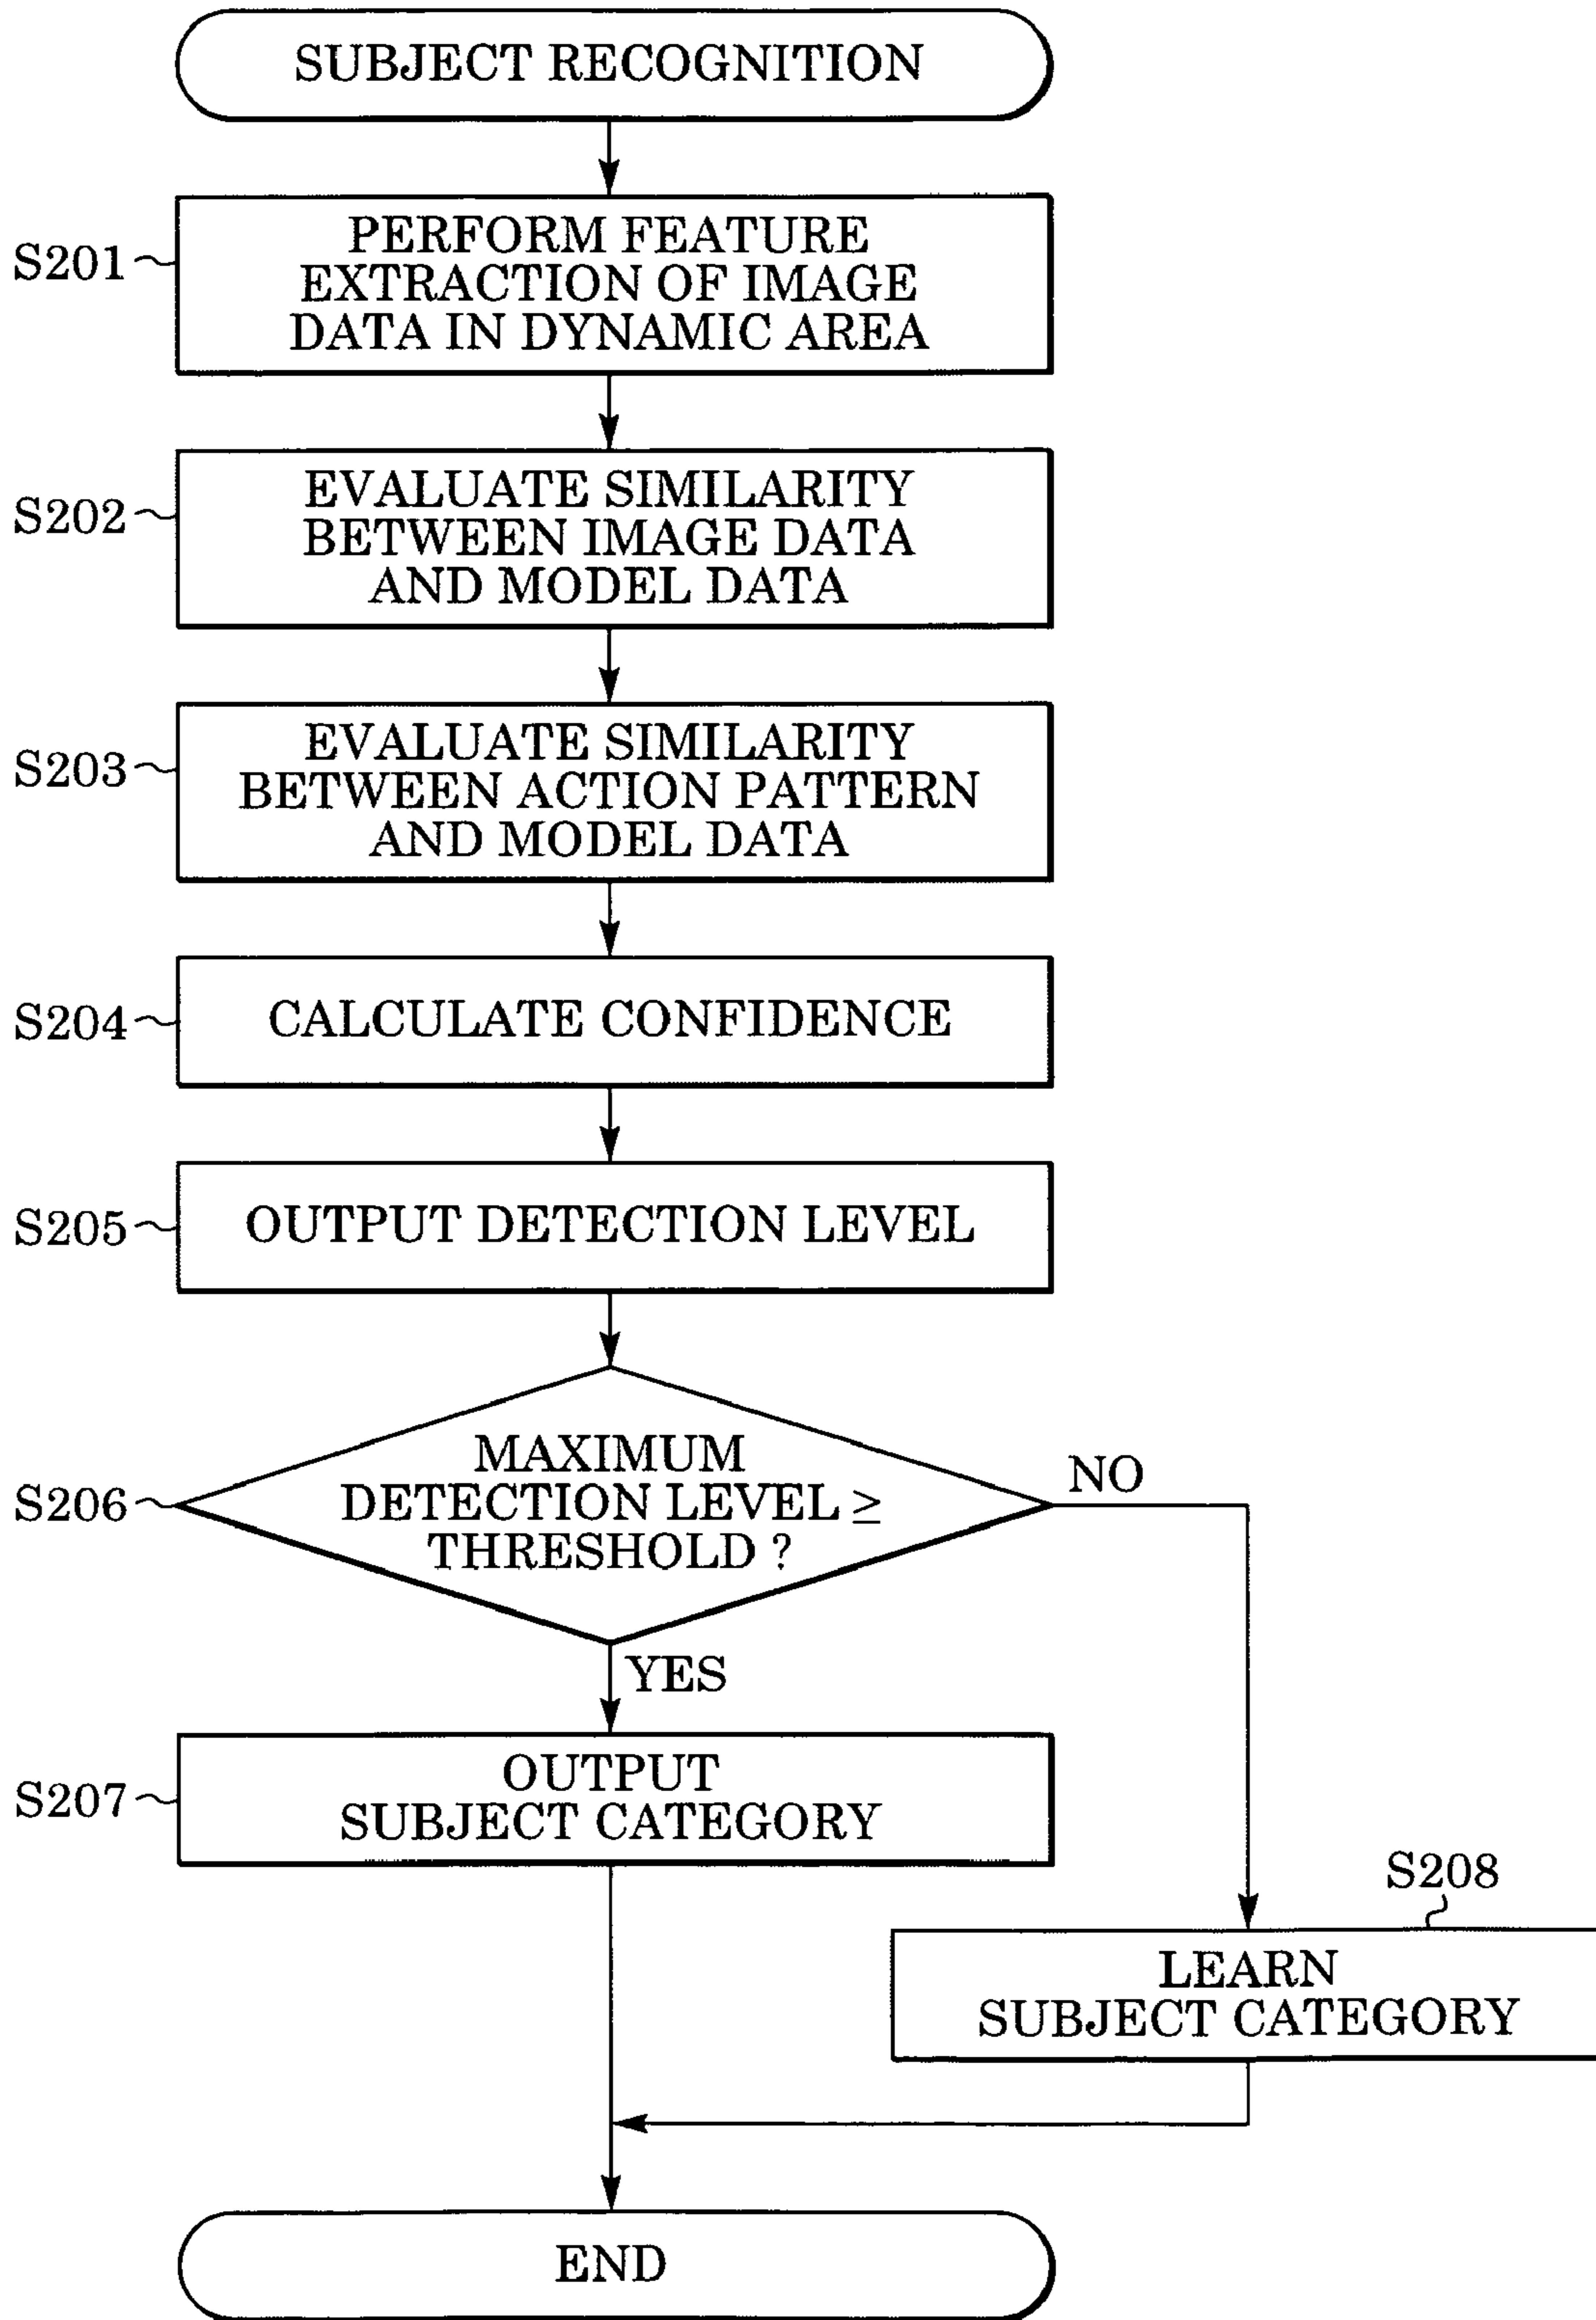 SUBJECT RECOGNITION
S201
PERFORM FEATURE
EXTRACTION OF IMAGE
DATA IN DYNAMIC AREA
S202
EVALUATE SIMILARITY
BETWEEN IMAGE DATA
AND MODEL DATA
S203
EVALUATE SIMILARITY
BETWEEN ACTION PATTERN
AND MODEL DATA
S204
CALCULATE CONFIDENCE
S205
OUTPUT DETECTION LEVEL
S206
MAXIMUM
DETECTION LEVEL ≥
THRESHOLD ?
NO
YES
S207
OUTPUT
SUBJECT CATEGORY
S208
LEARN
SUBJECT CATEGORY
END